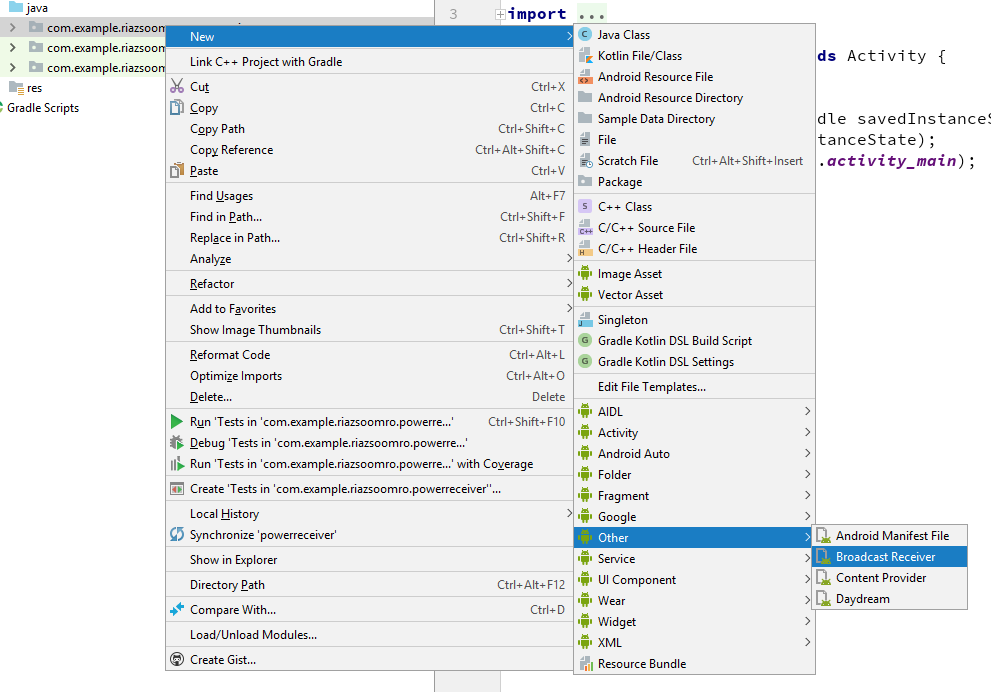 java
com.example.riazsoom
com.example.riazsoom
com.example.riazsoom
res
Gradle Scripts
3 import ...
ds Activity {
dle savedInstanceS
tanceState);
.activity_main);
New
Link C++ Project with Gradle
Cut Ctrl+X
Copy Ctrl+C
Copy Path Ctrl+Shift+C
Copy Reference Ctrl+Alt+Shift+C
Paste Ctrl+V
Find Usages Alt+F7
Find in Path... Ctrl+Shift+F
Replace in Path... Ctrl+Shift+R
Analyze
Refactor
Add to Favorites
Show Image Thumbnails Ctrl+Shift+T
Reformat Code Ctrl+Alt+L
Optimize Imports Ctrl+Alt+O
Delete... Delete
Run 'Tests in 'com.example.riazsoomro.powerre...' Ctrl+Shift+F10
Debug 'Tests in 'com.example.riazsoomro.powerre...'
Run 'Tests in 'com.example.riazsoomro.powerre...' with Coverage
Create 'Tests in 'com.example.riazsoomro.powerreceiver''...
Local History
Synchronize 'powerreceiver'
Show in Explorer
Directory Path Ctrl+Alt+F12
Compare With... Ctrl+D
Load/Unload Modules...
Create Gist...
Java Class
Kotlin File/Class
Android Resource File
Android Resource Directory
Sample Data Directory
File
Scratch File Ctrl+Alt+Shift+Insert
Package
C++ Class
C/C++ Source File
C/C++ Header File
Image Asset
Vector Asset
Singleton
Gradle Kotlin DSL Build Script
Gradle Kotlin DSL Settings
Edit File Templates...
AIDL
Activity
Android Auto
Folder
Fragment
Google
Other
Service
UI Component
Wear
Widget
XML
Resource Bundle
Android Manifest File
Broadcast Receiver
Content Provider
Daydream